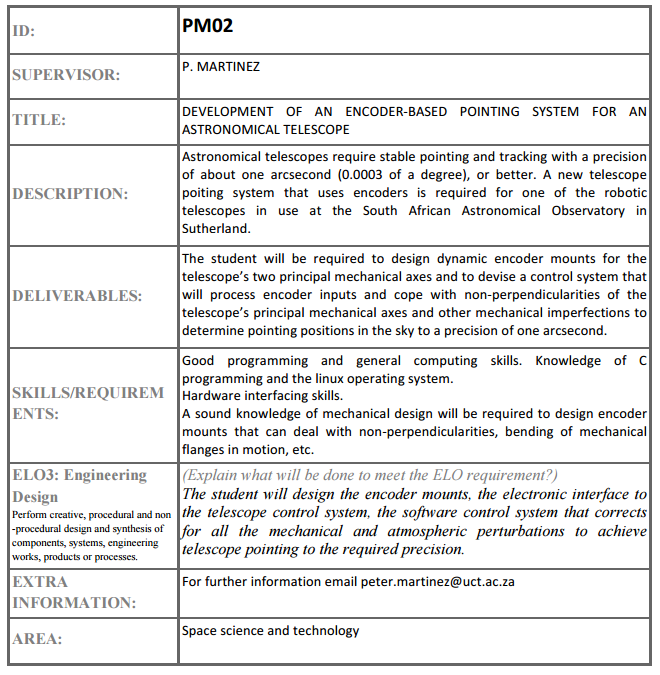 ID:
PM02
SUPERVISOR:
P. MARTINEZ
TITLE:
DEVELOPMENT OF AN ENCODER-BASED POINTING SYSTEM FOR AN
ASTRONOMICAL TELESCOPE
DESCRIPTION:
Astronomical telescopes require stable pointing and tracking with a precision
of about one arcsecond (0.0003 of a degree), or better. A new telescope
poiting system that uses encoders is required for one of the robotic
telescopes in use at the South African Astronomical Observatory in
Sutherland.
DELIVERABLES:
The student will be required to design dynamic encoder mounts for the
telescope's two principal mechanical axes and to devise a control system that
will process encoder inputs and cope with non-perpendicularities of the
telescope's principal mechanical axes and other mechanical imperfections to
determine pointing positions in the sky to a precision of one arcsecond.
SKILLS/REQUIREM
ENTS:
Good programming and general computing skills. Knowledge of C
programming and the linux operating system.
Hardware interfacing skills.
A sound knowledge of mechanical design will be required to design encoder
mounts that can deal with non-perpendicularities, bending of mechanical
flanges in motion, etc.
ELO3: Engineering
Design
Perform creative, procedural and non
-procedural design and synthesis of
components, systems, engineering
works, products or processes.
(Explain what will be done to meet the ELO requirement?)
The student will design the encoder mounts, the electronic interface to
the telescope control system, the software control system that corrects
for all the mechanical and atmospheric perturbations to achieve
telescope pointing to the required precision.
EXTRA
INFORMATION:
For further information email peter.martinez@uct.ac.za
AREA:
Space science and technology